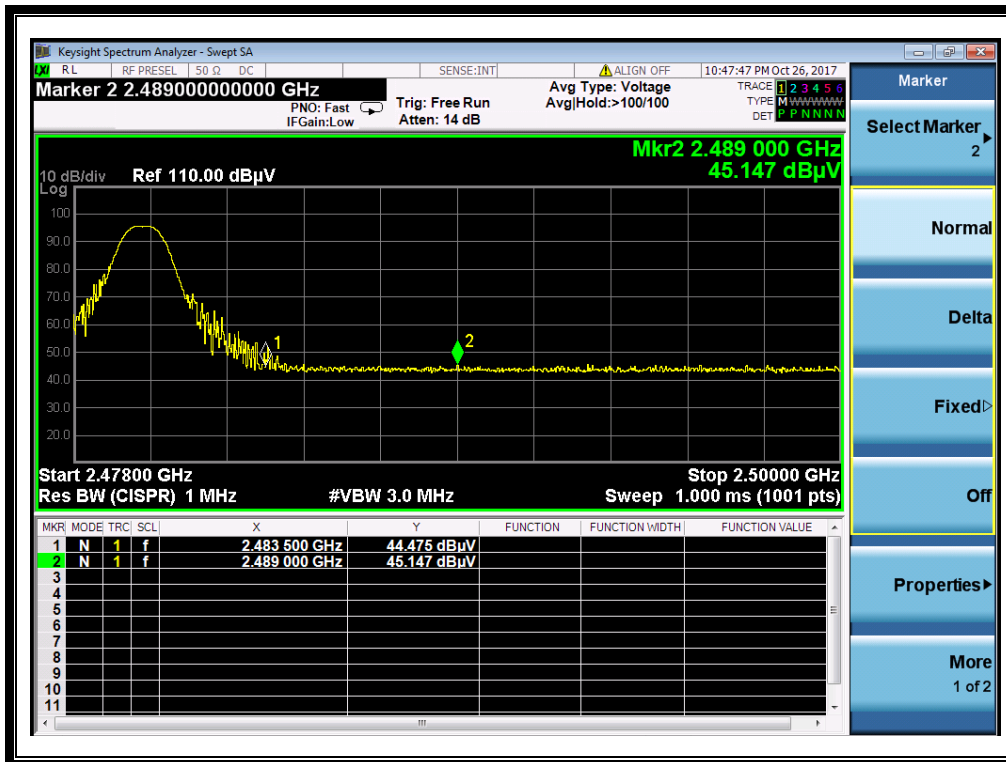 Keysight Spectrum Analyzer - Swept SA
LXI RL RF PRESEL 50 Ω DC SENSE:INT ALIGN OFF 10:47:47 PM Oct 26, 2017
Marker 2 2.489000000000 GHz
PNO: Fast
IFGain:Low
Trig: Free Run
Atten: 14 dB
Avg Type: Voltage
Avg|Hold:>100/100
TRACE 1 2 3 4 5 6
TYPE M WWWWW
DET P P N N N N
Mkr2 2.489 000 GHz
45.147 dBµV
10 dB/div Ref 110.00 dBµV
Log
100
90.0
80.0
70.0
60.0
50.0
40.0
30.0
20.0
1
2
Start 2.47800 GHz Stop 2.50000 GHz
Res BW (CISPR) 1 MHz #VBW 3.0 MHz Sweep 1.000 ms (1001 pts)
MKR MODE TRC SCL X Y FUNCTION FUNCTION WIDTH FUNCTION VALUE
1 N 1 f 2.483 500 GHz 44.475 dBµV
2 N 1 f 2.489 000 GHz 45.147 dBµV
3
4
5
6
7
8
9
10
11
Marker
Select Marker
2
Normal
Delta
Fixed
Off
Properties
More
1 of 2